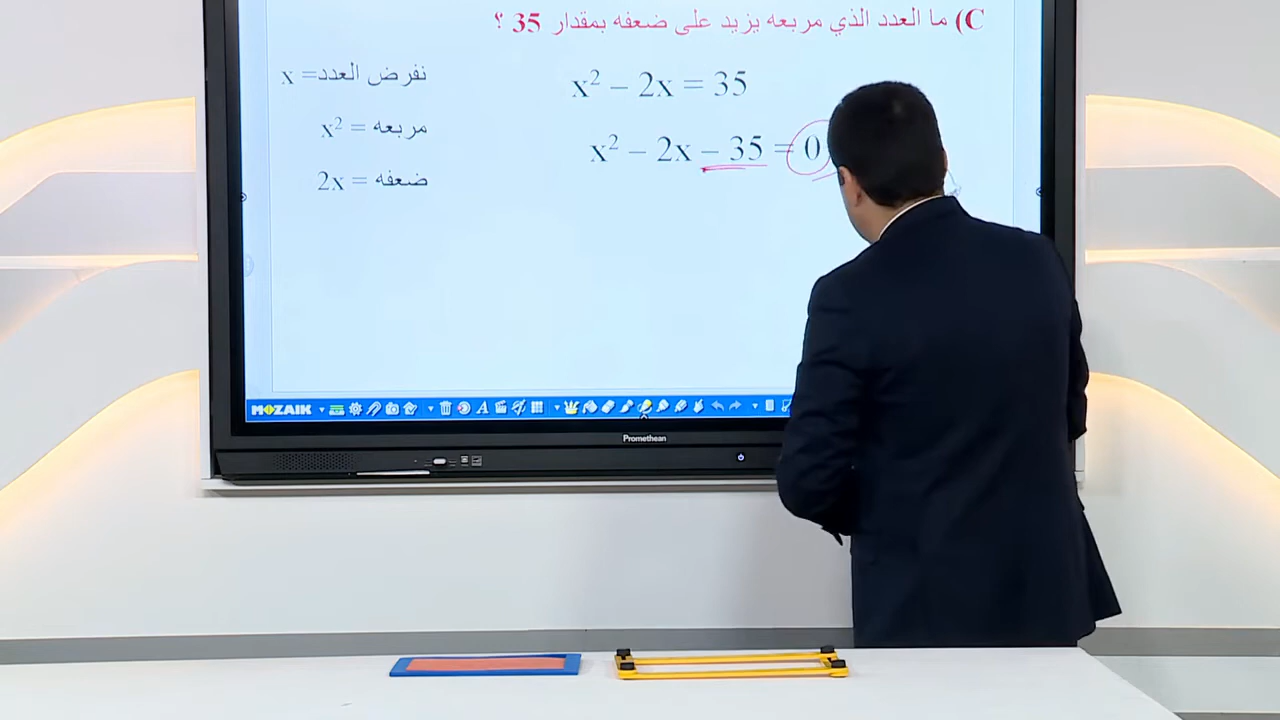 C) ما العدد الذي مربعه يزيد على ضعفه بمقدار 35 ؟
نفرض العدد= x
x² – 2x = 35
مربعه = x²
x² – 2x – 35 = 0
ضعفه = 2x
MOZAIK
Promethean